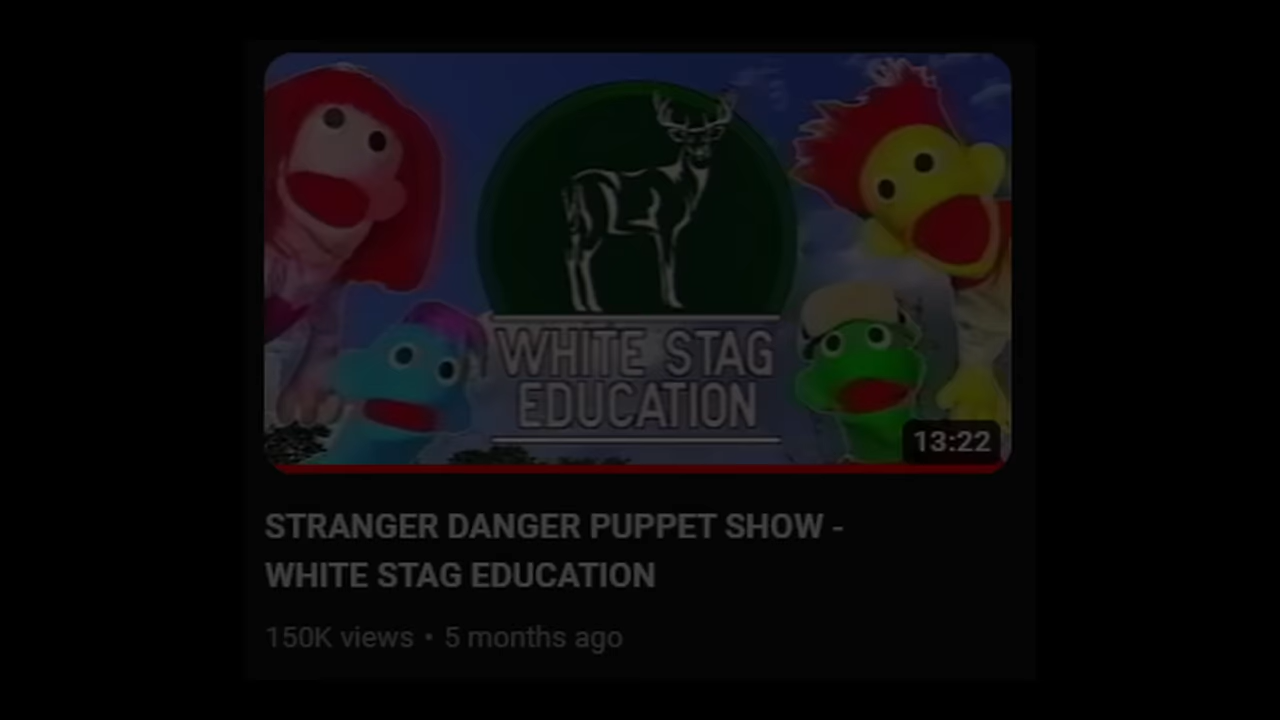 WHITE STAG
EDUCATION
13:22
STRANGER DANGER PUPPET SHOW -
WHITE STAG EDUCATION
150K views • 5 months ago